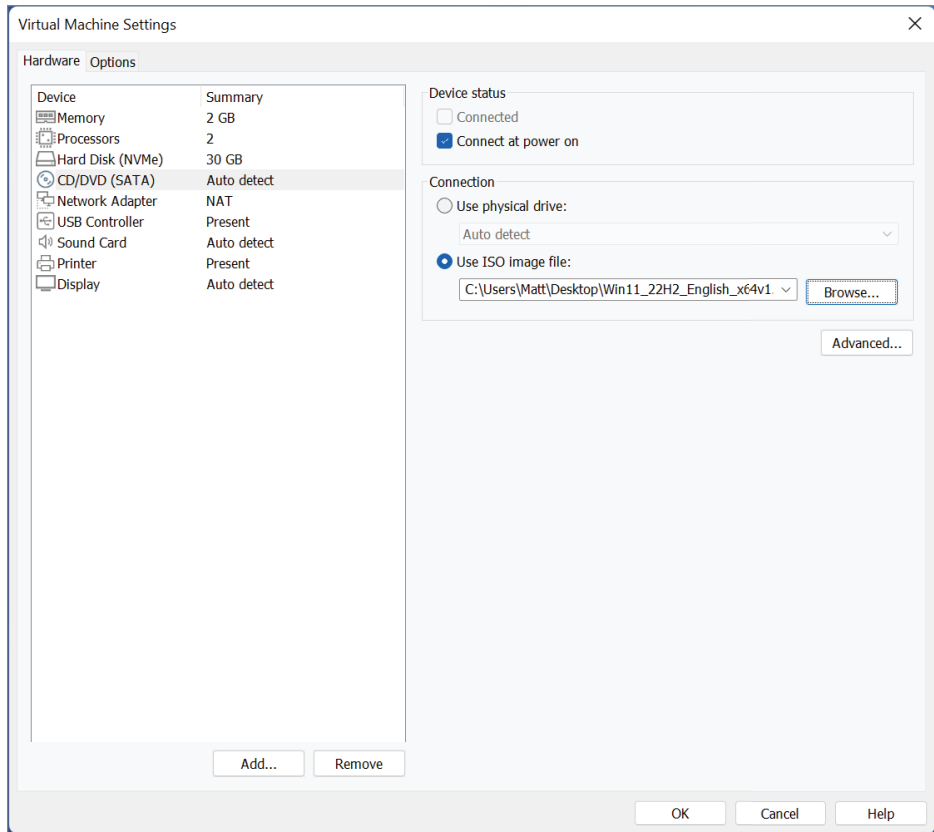 Virtual Machine Settings
Hardware Options
Device Summary
Memory 2 GB
Processors 2
Hard Disk (NVMe) 30 GB
CD/DVD (SATA) Auto detect
Network Adapter NAT
USB Controller Present
Sound Card Auto detect
Printer Present
Display Auto detect
Add... Remove
Device status
Connected
Connect at power on
Connection
Use physical drive:
Auto detect
Use ISO image file:
C:\Users\Matt\Desktop\Win11_22H2_English_x64v1. Browse...
Advanced...
OK Cancel Help